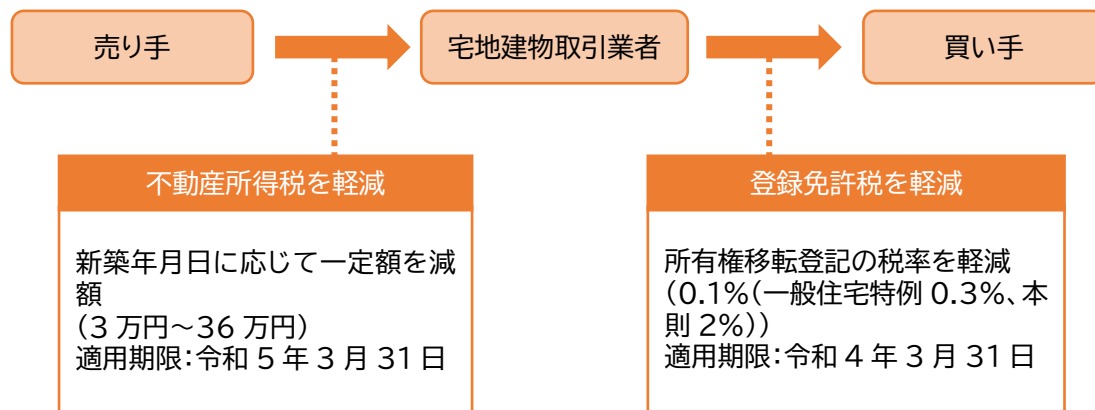 売り手
宅地建物取引業者
買い手
不動産所得税を軽減
新築年月日に応じて一定額を減
額
(3 万円～36 万円)
適用期限:令和 5 年 3 月 31 日
登録免許税を軽減
所有権移転登記の税率を軽減
(0.1%(一般住宅特例 0.3%、本
則 2%))
適用期限:令和 4 年 3 月 31 日